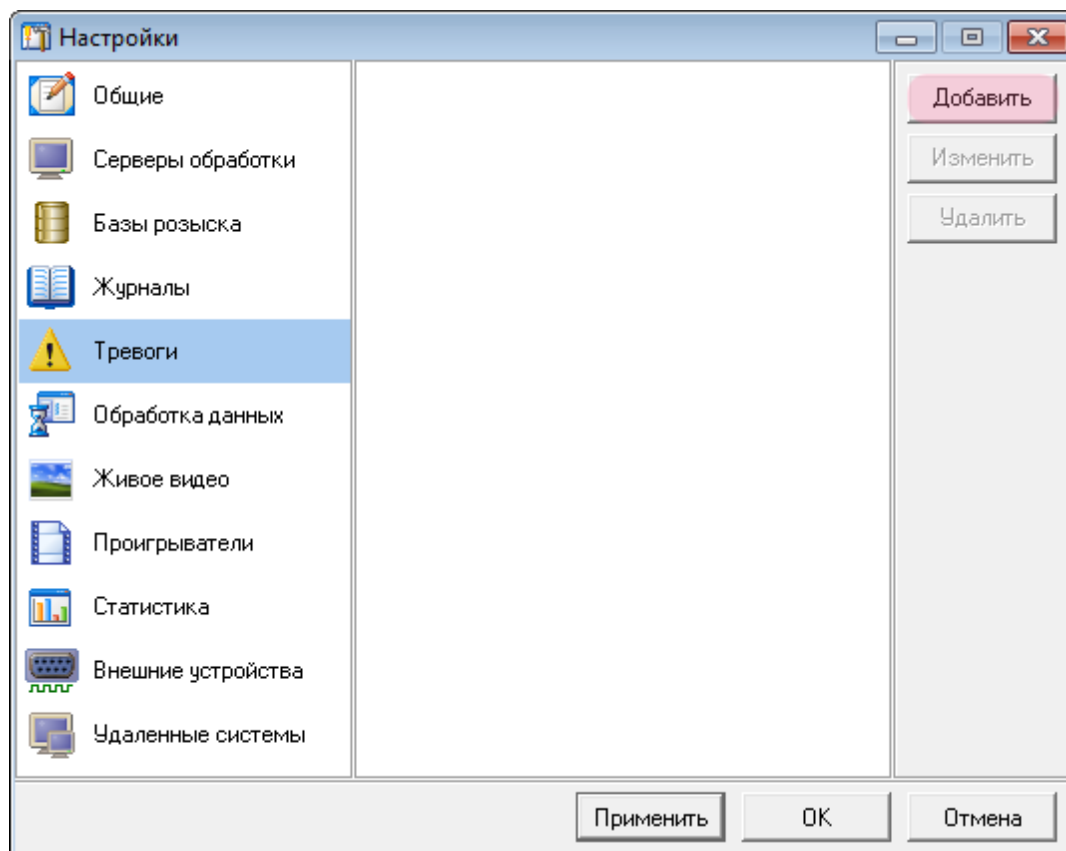 Настройки
Общие
Серверы обработки
Базы розыска
Журналы
Тревоги
Обработка данных
Живое видео
Проигрыватели
Статистика
Внешние устройства
Удаленные системы
Добавить
Изменить
Удалить
Применить
OK
Отмена